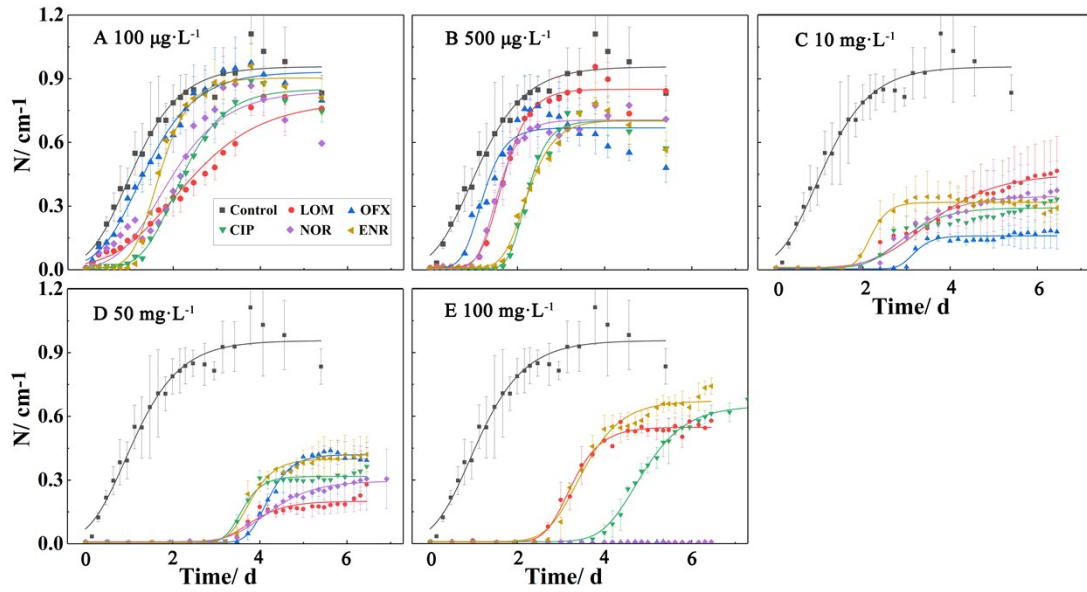 A 100 μg·L⁻¹
B 500 μg·L⁻¹
C 10 mg·L⁻¹
N/ cm⁻¹
1.2
0.9
0.6
0.3
0.0
Control LOM OFX
CIP NOR ENR
0 2 4 6
D 50 mg·L⁻¹
E 100 mg·L⁻¹
N/ cm⁻¹
1.2
0.9
0.6
0.3
0.0
0 2 4 6
0 2 4 6
Time/ d
Time/ d
Time/ d